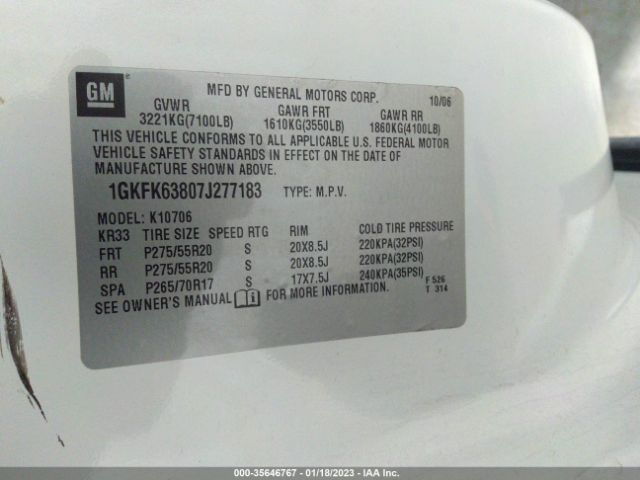 GM
MFD BY GENERAL MOTORS CORP. 10/06
GVWR GAWR FRT GAWR RR
3221KG(7100LB) 1610KG(3550LB) 1860KG(4100LB)
THIS VEHICLE CONFORMS TO ALL APPLICABLE U.S. FEDERAL MOTOR
VEHICLE SAFETY STANDARDS IN EFFECT ON THE DATE OF
MANUFACTURE SHOWN ABOVE.
1GKFK63807J277183 TYPE: M.P.V.
MODEL: K10706
KR33 TIRE SIZE SPEED RTG RIM COLD TIRE PRESSURE
FRT P275/55R20 S 20X8.5J 220KPA(32PSI)
RR P275/55R20 S 20X8.5J 220KPA(32PSI)
SPA P265/70R17 S 17X7.5J 240KPA(35PSI) F 526
SEE OWNER'S MANUAL FOR MORE INFORMATION. T 314
000-35646767 - 01/18/2023 - IAA Inc.